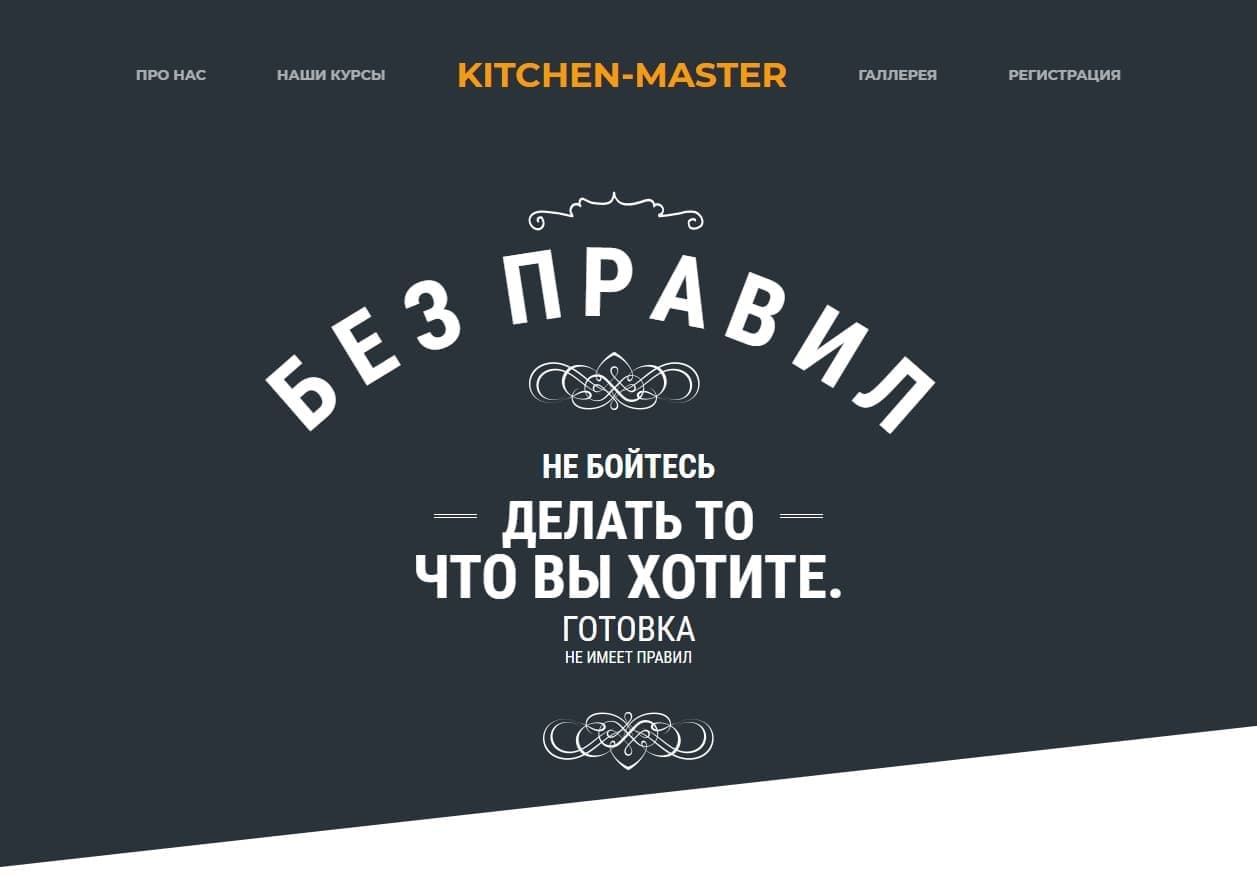 ПРО НАС НАШИ КУРСЫ KITCHEN-MASTER ГАЛЛЕРЕЯ РЕГИСТРАЦИЯ
БЕЗ ПРАВИЛ
НЕ БОЙТЕСЬ
ДЕЛАТЬ ТО
ЧТО ВЫ ХОТИТЕ.
ГОТОВКА
НЕ ИМЕЕТ ПРАВИЛ